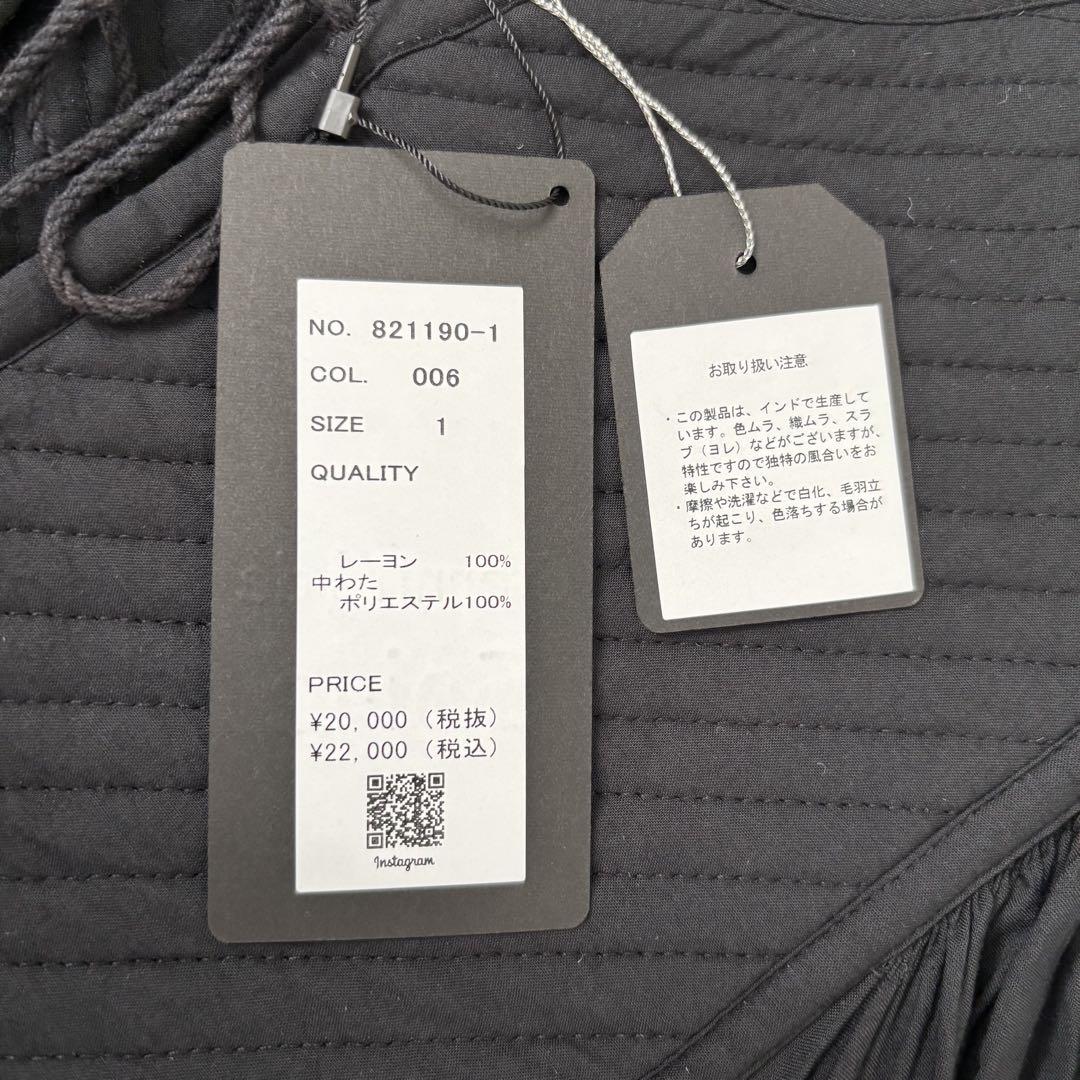 NO. 821190-1
COL. 006
SIZE 1
QUALITY
レーヨン 100%
中わた
ポリエステル100%
PRICE
¥20,000（税抜）
¥22,000（税込）
Instagram
お取り扱い注意
・この製品は、インドで生産して
います。色ムラ、織ムラ、スラ
ブ（ヨレ）などがございますが、
特性ですので独特の風合いをお
楽しみ下さい。
・摩擦や洗濯などで白化、毛羽立
ちが起こり、色落ちする場合が
あります。